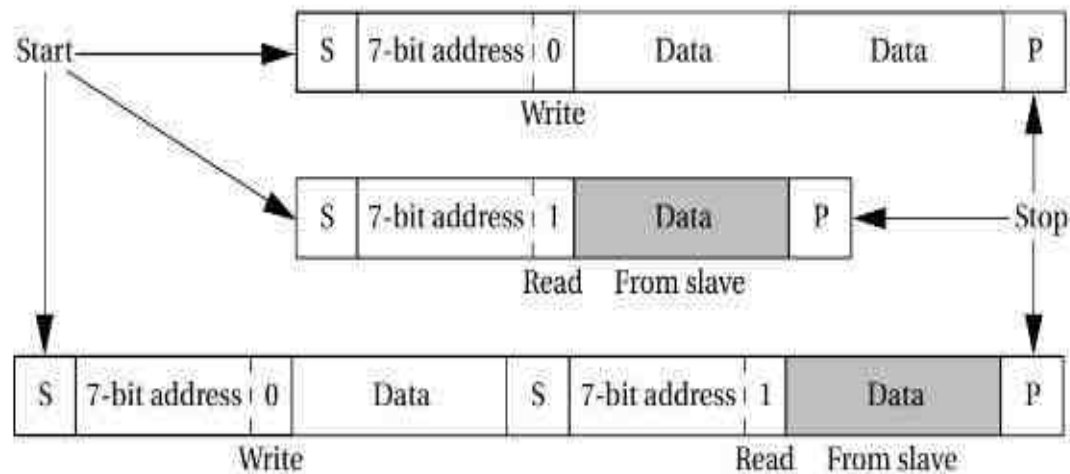 Start
S 7-bit address 0 Data Data P
Write
S 7-bit address 1 Data P
Stop
Read From slave
S 7-bit address 0 Data S 7-bit address 1 Data P
Write Read From slave